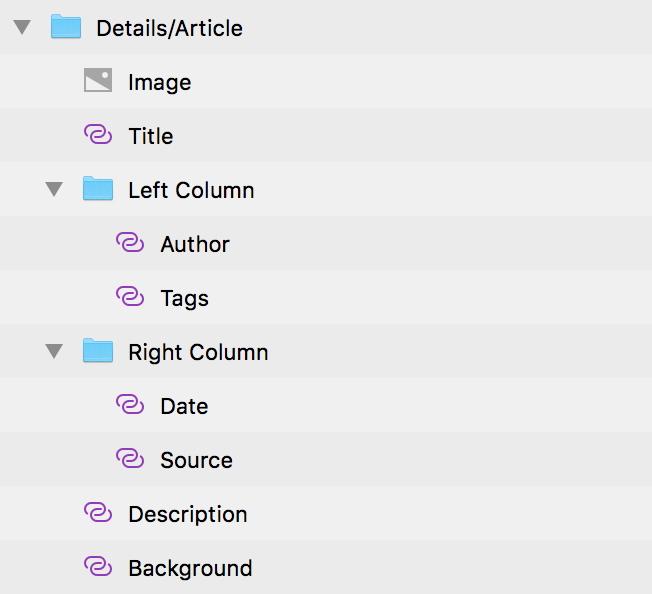 Details/Article
Image
Title
Left Column
Author
Tags
Right Column
Date
Source
Description
Background